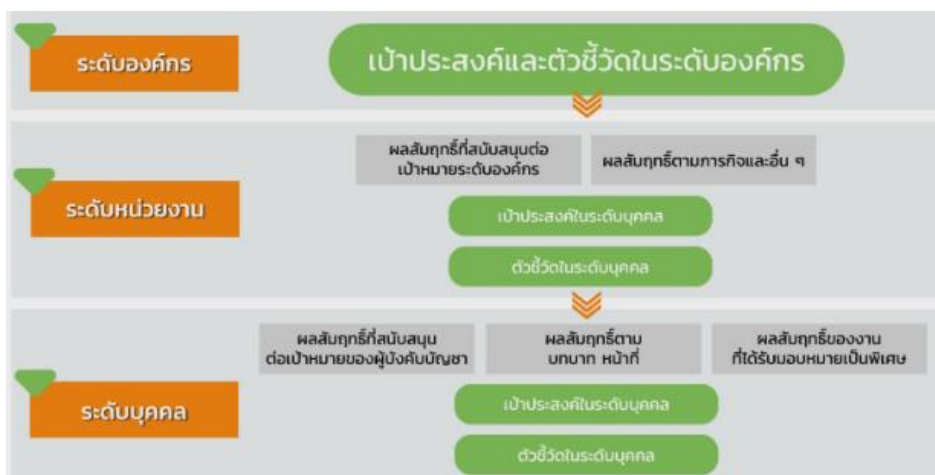 ระดับองค์กร
เป้าประสงค์และตัวชี้วัดในระดับองค์กร
ระดับหน่วยงาน
ผลสัมฤทธิ์ที่สนับสนุนต่อ
เป้าหมายระดับองค์กร
ผลสัมฤทธิ์ตามภารกิจและอื่น ๆ
เป้าประสงค์ในระดับบุคคล
ตัวชี้วัดในระดับบุคคล
ระดับบุคคล
ผลสัมฤทธิ์ที่สนับสนุน
ต่อเป้าหมายของผู้บังคับบัญชา
ผลสัมฤทธิ์ตาม
บทบาท หน้าที่
ผลสัมฤทธิ์ของงาน
ที่ได้รับมอบหมายเป็นพิเศษ
เป้าประสงค์ในระดับบุคคล
ตัวชี้วัดในระดับบุคคล